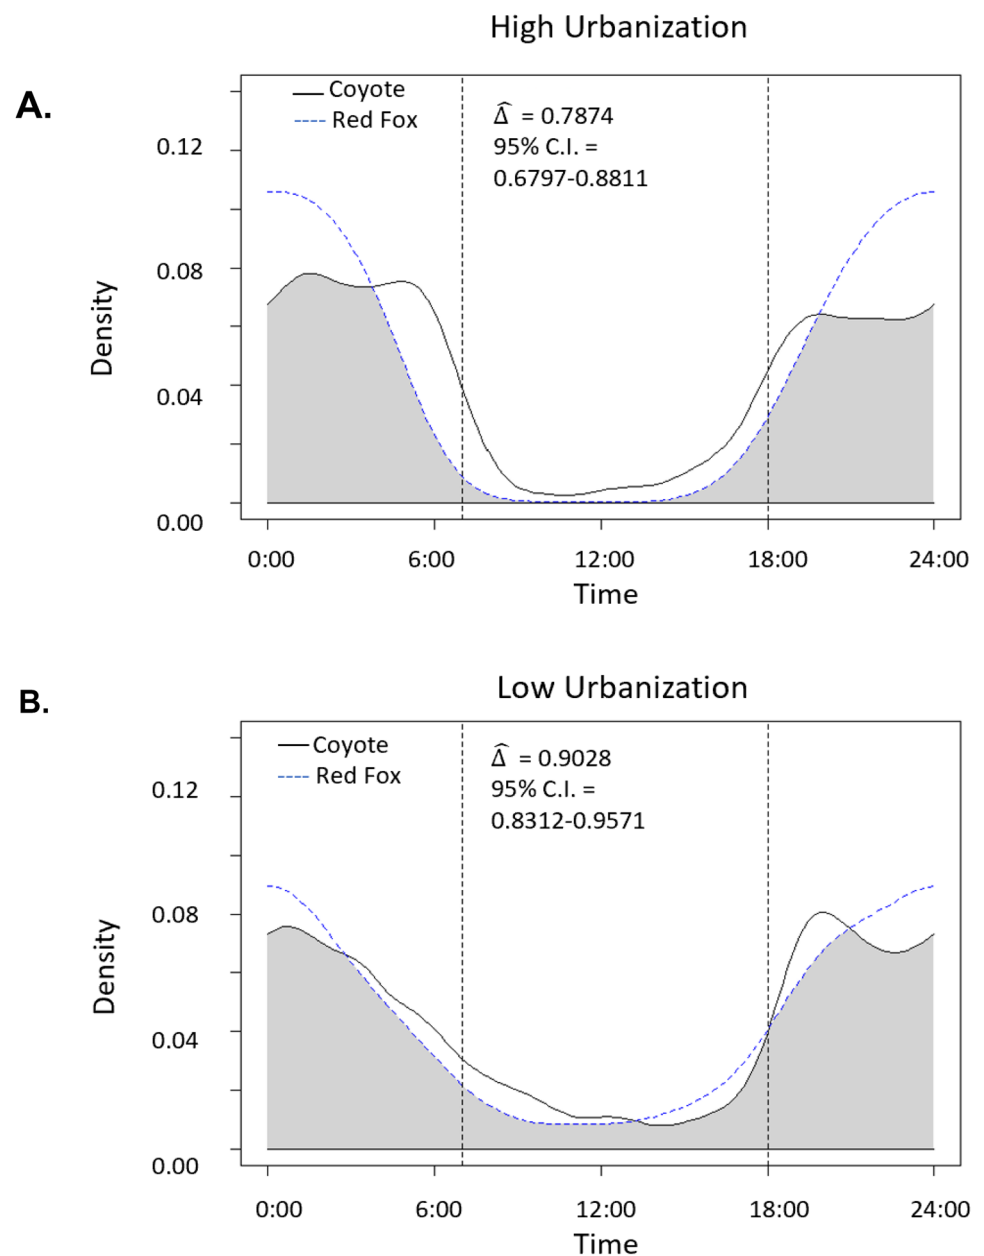 High Urbanization
A.
Coyote
Red Fox
Δ̂ = 0.7874
95% C.I. =
0.6797-0.8811
0.12
0.08
0.04
0.00
Density
0:00 6:00 12:00 18:00 24:00
Time
Low Urbanization
B.
Coyote
Red Fox
Δ̂ = 0.9028
95% C.I. =
0.8312-0.9571
0.12
0.08
0.04
0.00
Density
0:00 6:00 12:00 18:00 24:00
Time